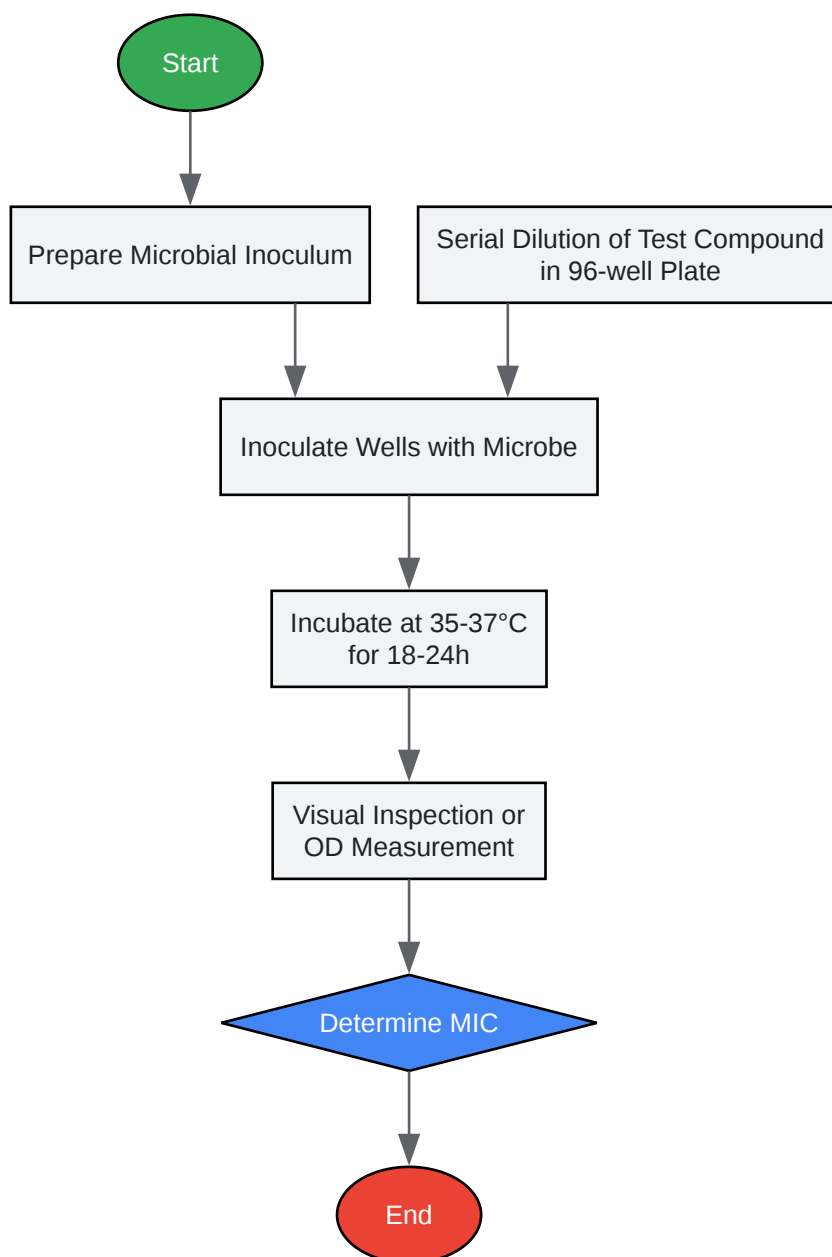 Start
Prepare Microbial Inoculum
Serial Dilution of Test Compound
in 96-well Plate
Inoculate Wells with Microbe
Incubate at 35-37°C
for 18-24h
Visual Inspection or
OD Measurement
Determine MIC
End